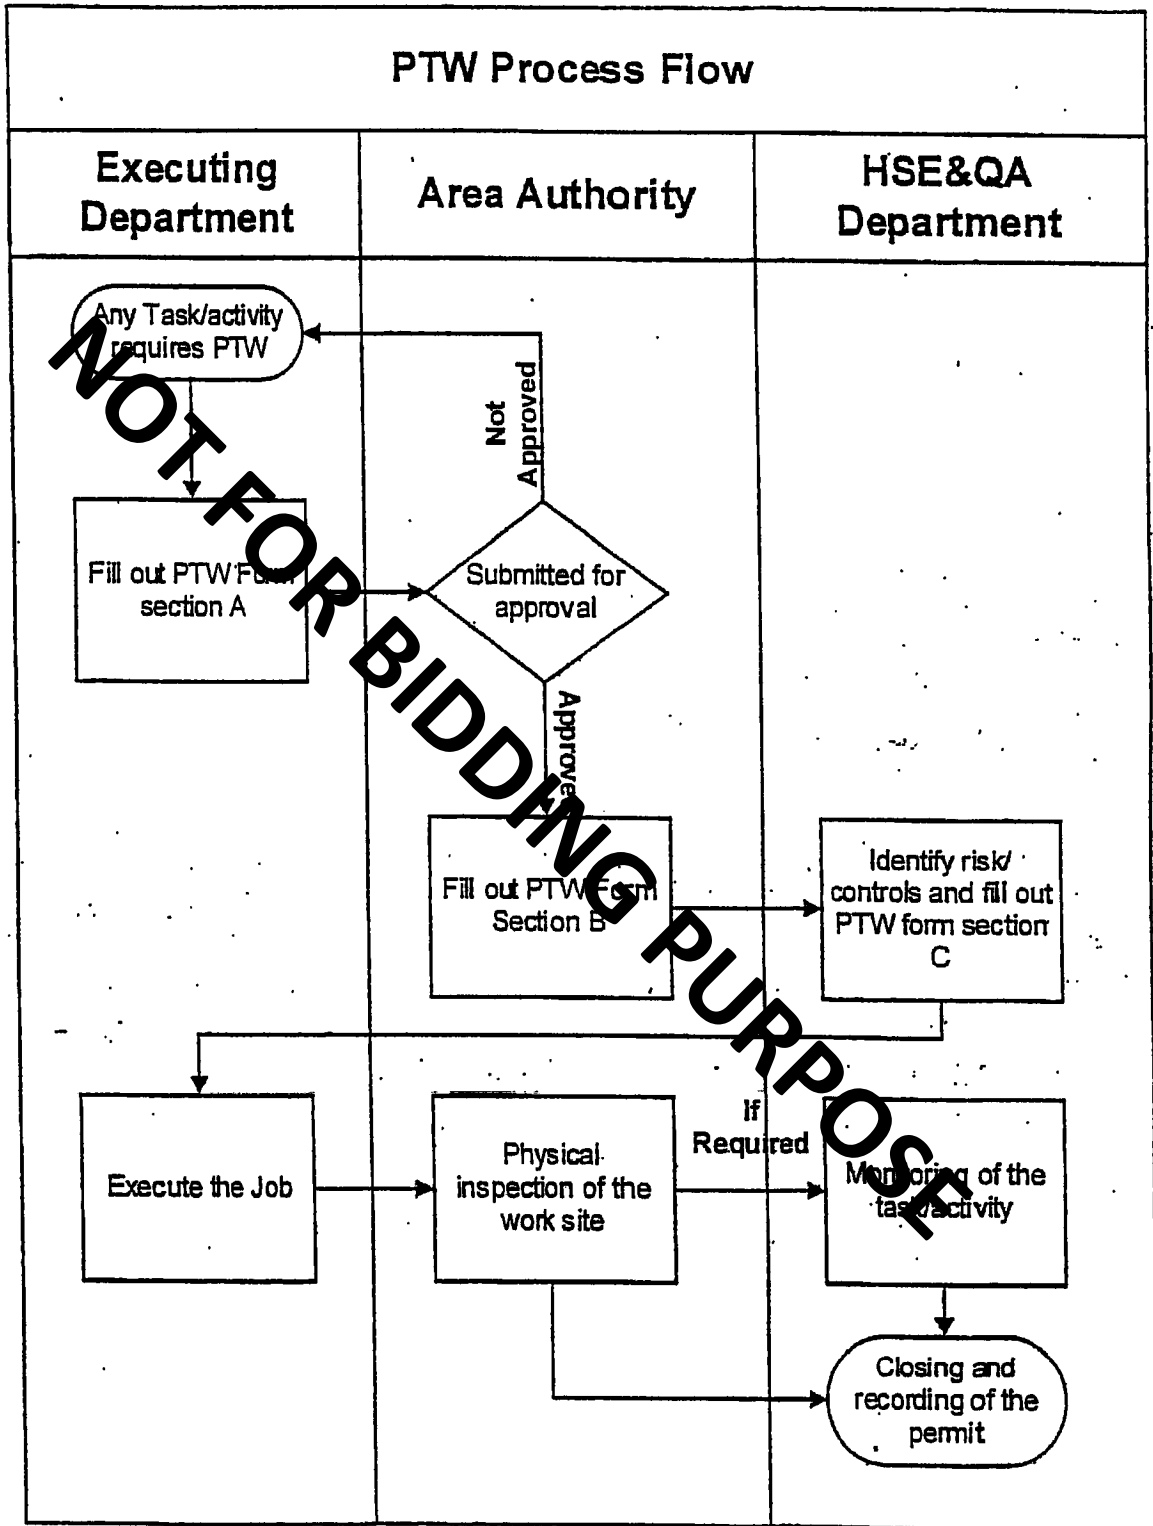 PTW Process Flow
Executing
Department
Area Authority
HSE&QA
Department
Any Task/activity
requires PTW
Not
Approved
Fill out PTW Form
section A
Submitted for
approval
Approve
Fill out PTW Form
Section B
Identify risk/
controls and fill out
PTW form section
C
Execute the Job
Physical
inspection of the
work site
If
Required
Monitoring of the
task/activity
Closing and
recording of the
permit
NOT FOR BIDDING PURPOSE